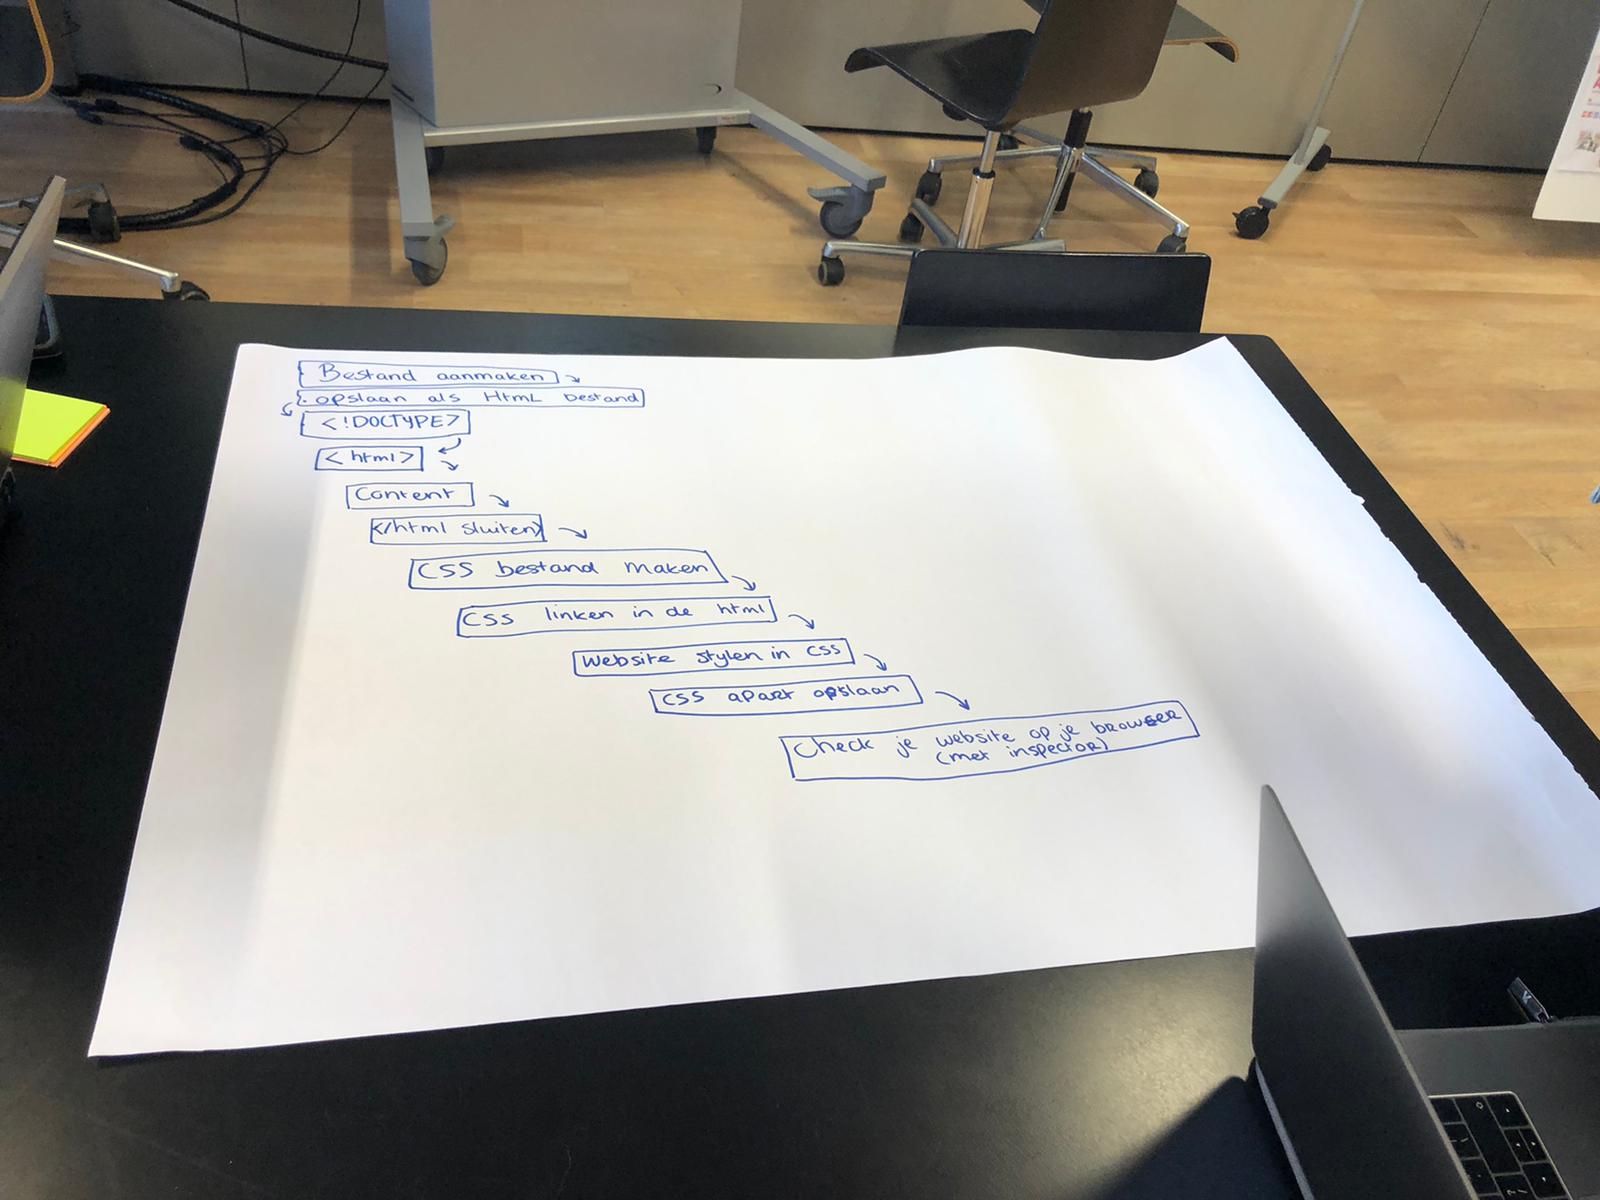 Bestand aanmaken
opslaan als HTML bestand
<!DOCTYPE>
<html>
Content
</html sluiten>
CSS bestand maken
CSS linken in de html
Website stylen in CSS
CSS apart opslaan
Check je website op je browser
(met inspector)